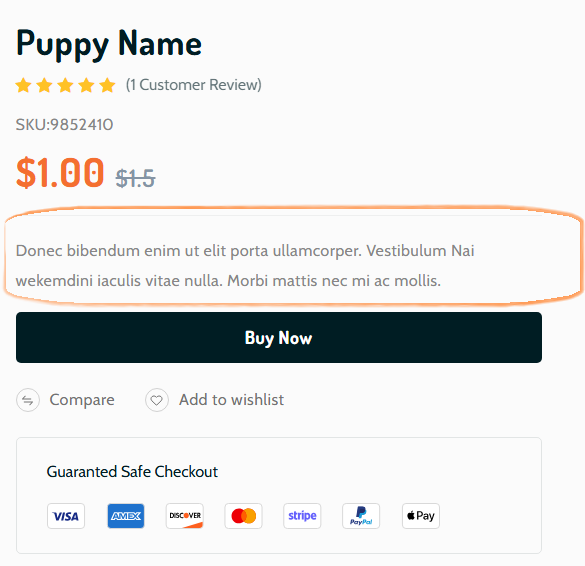 Puppy Name
(1 Customer Review)
SKU:9852410
$1.00 $1.5
Donec bibendum enim ut elit porta ullamcorper. Vestibulum Nai
wekemdini iaculis vitae nulla. Morbi mattis nec mi ac mollis.
Buy Now
Compare Add to wishlist
Guaranted Safe Checkout
VISA AMEX DISCOVER stripe PayPal Pay